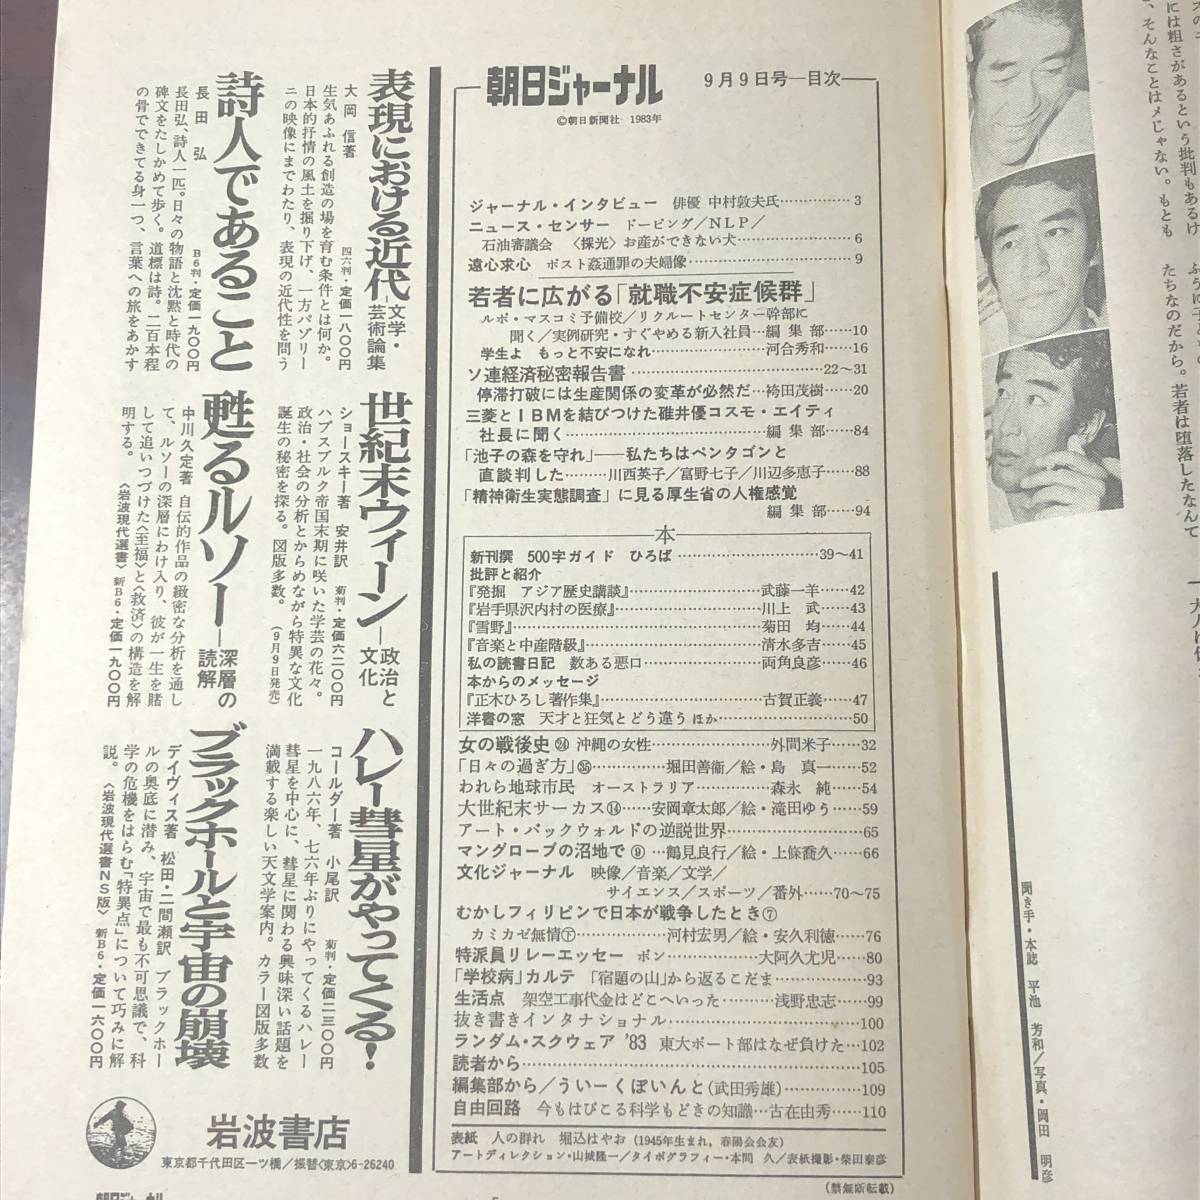 朝日ジャーナル 9月9日号―目次
©朝日新聞社 1983年
ジャーナル・インタビュー 俳優 中村敦夫氏……………3
ニュース・センサー ドーピング/NLP/
石油審議会 〈採光〉お産ができない犬……………6
遠心求心 ポスト姦通罪の夫婦像……………9
若者に広がる「就職不安症候群」
ルポ・マスコミ予備校/リクルートセンター幹部に
聞く/実例研究・すぐやめる新入社員…編集部……10
学生よ もっと不安になれ……………河合秀和……16
ソ連経済秘密報告書……………22〜31
停滞打破には生産関係の変革が必然だ…袴田茂樹……20
三菱とIBMを結びつけた碓井優コスモ・エイティ
社長に聞く……………編集部……84
「池子の森を守れ」――私たちはペンタゴンと
直談判した………川西英子/富野七子/川辺多恵子……88
「精神衛生実態調査」に見る厚生省の人権感覚
編集部……94
本
新刊撰 500字ガイド ひろば……………39〜41
批評と紹介
『発掘 アジア歴史講談』……………武藤一羊……42
『岩手県沢内村の医療』……………川上 武……43
『雪野』……………菊田 均……44
『音楽と中産階級』……………清水多吉……45
私の読書日記 数ある悪口……………両角良彦……46
本からのメッセージ
『正木ひろし著作集』……………古賀正義……47
洋書の窓 天才と狂気とどう違う ほか……………50
女の戦後史㉔ 沖縄の女性……………外間米子……32
「日々の過ぎ方」㉟……………堀田善衞/絵・島 真一……52
われら地球市民 オーストラリア……………森永 純……54
大世紀末サーカス⑭……安岡章太郎/絵・滝田ゆう……59
アート・バックウォルドの逆説世界……………65
マングローブの沼地で⑨…鶴見良行/絵・上條喬久……66
文化ジャーナル 映像/音楽/文学/
サイエンス/スポーツ/番外……70〜75
むかしフィリピンで日本が戦争したとき⑦
カミカゼ無情㊦……………河村宏男/絵・安久利徳……76
特派員リレーエッセー ボン……………大阿久尤児……80
「学校病」カルテ 「宿題の山」から返るこだま……………93
生活点 架空工事代金はどこへいった……………浅野忠志……99
抜き書きインタナショナル……………100
ランダム・スクウェア '83 東大ボート部はなぜ負けた…102
読者から……………105
編集部から/うぃーくぽいんと(武田秀雄)……………109
自由回路 今もはびこる科学もどきの知識…古在由秀……110
表紙 人の群れ 堀込はやお(1945年生まれ,春陽会会友)
アートディレクション・山城隆一/タイポグラフィー・本間 久/表紙撮影・柴田泰彦
(禁無断転載)
表現における近代―文学・芸術論集
大岡信著 四六判・定価一八〇〇円
生気あふれる創造の場を育む条件とは何か。
日本的抒情の風土を掘り下げ、一方パゾリー
ニの映像にまでわたり、表現の近代性を問う
詩人であること
長田弘 B6判・定価一九〇〇円
長田弘、詩人一匹。日々の物語と沈黙と時代の
碑文をたしかめて歩く。道標は詩。二百本程
の骨でできてる身一つ、言葉への旅をあかす
世紀末ウィーン―政治と文化
ショースキー著 安井訳 菊判・定価六二〇〇円
ハプスブルク帝国末期に咲いた学芸の花々。
政治・社会の分析とからめながら特異な文化
誕生の秘密を探る。図版多数。(9月9日発売)
甦るルソー―深層の読解
中川久定著 自伝的作品の緻密な分析を通し
て、ルソーの深層にわけ入り、彼が一生を賭
して追いつづけた〈至福〉と〈救済〉の構造を解
明する。〈岩波現代選書〉新B6・定価一九〇〇円
ハレー彗星がやってくる!
コールダー著 小尾訳 菊判・定価二三〇〇円
一九八六年、七六年ぶりにやってくるハレー
彗星を中心に、彗星に関わる興味深い話題を
満載する楽しい天文学案内。カラー図版多数
ブラックホールと宇宙の崩壊
デイヴィス著 松田・二間瀬訳 ブラックホー
ルの奥底に潜み、宇宙で最も不可思議で、科
学の危機をはらむ「特異点」について巧みに解
説。〈岩波現代選書NS版〉新B6・定価一六〇〇円
岩波書店
東京都千代田区一ツ橋/振替〈東京〉6-26240
朝日ジャーナル
には粗さがあるという批判もあるけ
、そんなことはメじゃない。もとも
たちなのだから。若者は堕落したなんて
聞き手・本誌 平池 芳和/写真・岡田 明彦